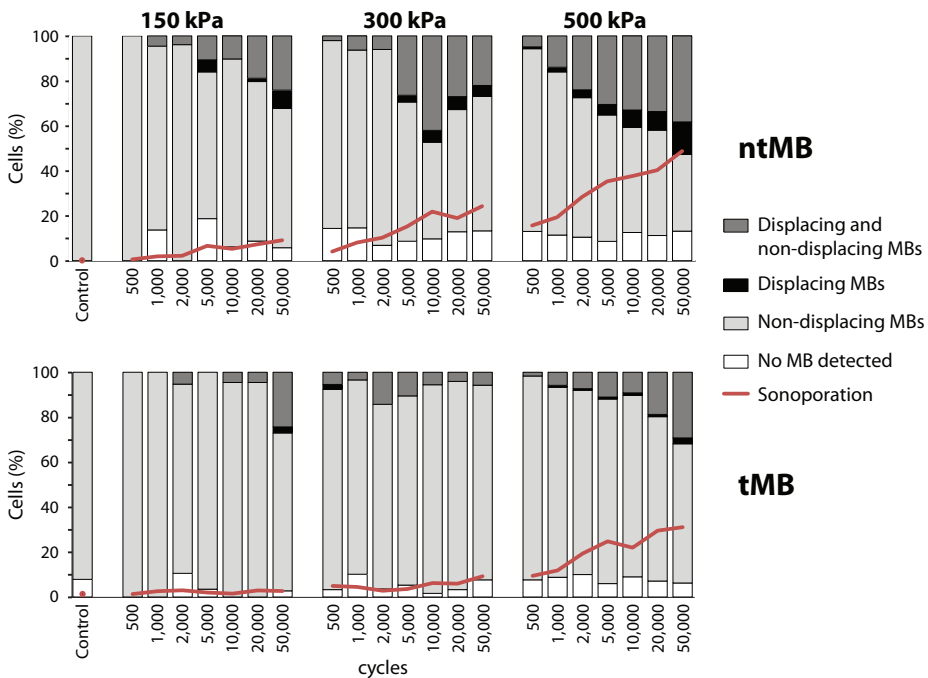 150 kPa 300 kPa 500 kPa
100
80
60
40
20
0
Cells (%)
Control 500 1,000 2,000 5,000 10,000 20,000 50,000 500 1,000 2,000 5,000 10,000 20,000 50,000 500 1,000 2,000 5,000 10,000 20,000 50,000
ntMB
Displacing and
non-displacing MBs
Displacing MBs
Non-displacing MBs
No MB detected
Sonoporation
100
80
60
40
20
0
Cells (%)
Control 500 1,000 2,000 5,000 10,000 20,000 50,000 500 1,000 2,000 5,000 10,000 20,000 50,000 500 1,000 2,000 5,000 10,000 20,000 50,000
tMB
cycles